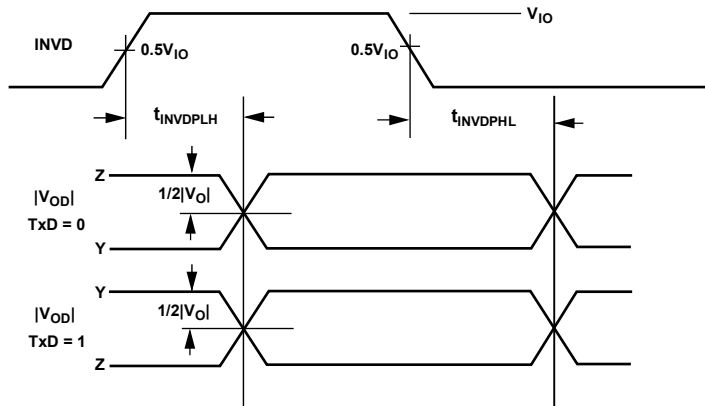 V_IO
INVD
0.5V_IO
0.5V_IO
t_INVDPLH
t_INVDPHL
Z
|V_OD|
TxD = 0
1/2|V_O|
Y
Y
|V_OD|
TxD = 1
1/2|V_O|
Z